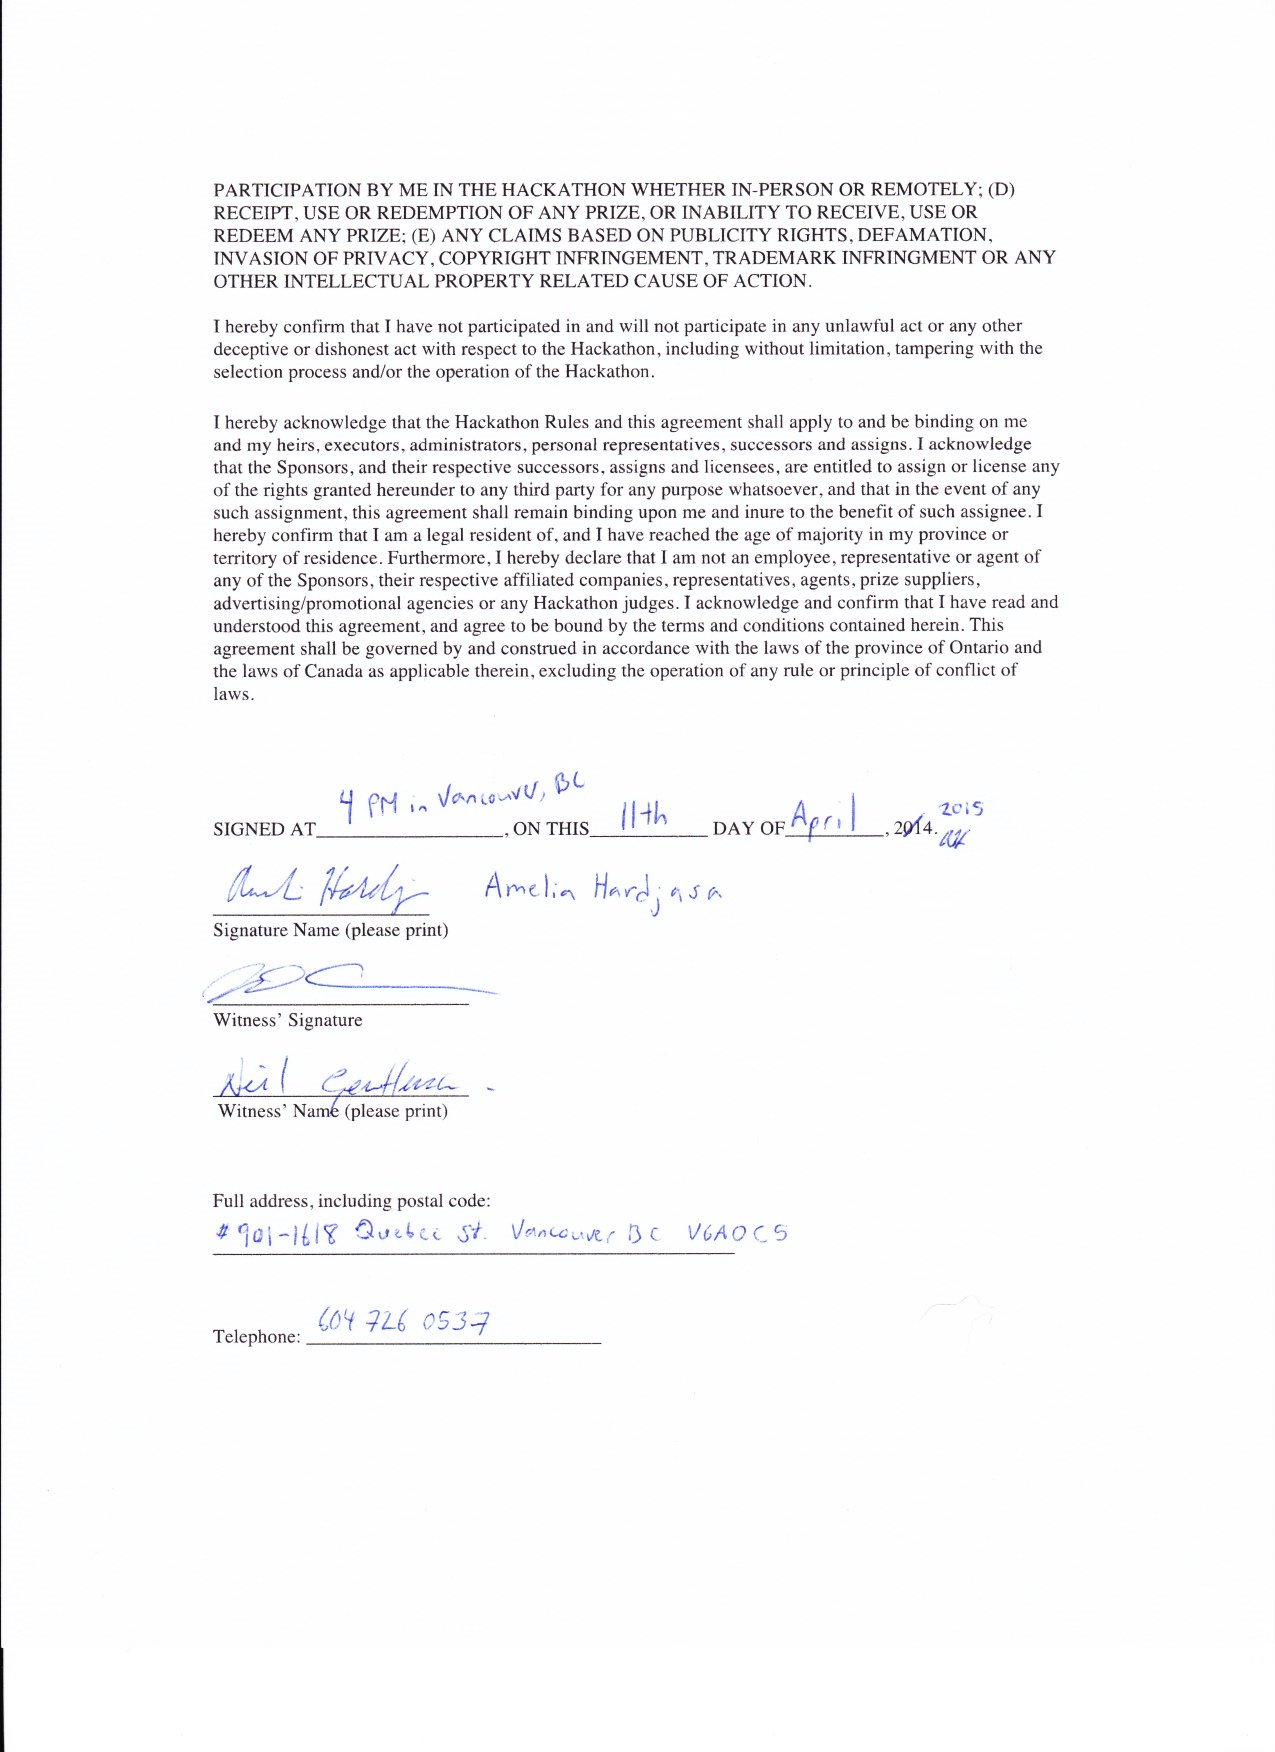 PARTICIPATION BY ME IN THE HACKATHON WHETHER IN-PERSON OR REMOTELY; (D)
RECEIPT, USE OR REDEMPTION OF ANY PRIZE, OR INABILITY TO RECEIVE, USE OR
REDEEM ANY PRIZE; (E) ANY CLAIMS BASED ON PUBLICITY RIGHTS, DEFAMATION,
INVASION OF PRIVACY, COPYRIGHT INFRINGEMENT, TRADEMARK INFRINGMENT OR ANY
OTHER INTELLECTUAL PROPERTY RELATED CAUSE OF ACTION.
I hereby confirm that I have not participated in and will not participate in any unlawful act or any other
deceptive or dishonest act with respect to the Hackathon, including without limitation, tampering with the
selection process and/or the operation of the Hackathon.
I hereby acknowledge that the Hackathon Rules and this agreement shall apply to and be binding on me
and my heirs, executors, administrators, personal representatives, successors and assigns. I acknowledge
that the Sponsors, and their respective successors, assigns and licensees, are entitled to assign or license any
of the rights granted hereunder to any third party for any purpose whatsoever, and that in the event of any
such assignment, this agreement shall remain binding upon me and inure to the benefit of such assignee. I
hereby confirm that I am a legal resident of, and I have reached the age of majority in my province or
territory of residence. Furthermore, I hereby declare that I am not an employee, representative or agent of
any of the Sponsors, their respective affiliated companies, representatives, agents, prize suppliers,
advertising/promotional agencies or any Hackathon judges. I acknowledge and confirm that I have read and
understood this agreement, and agree to be bound by the terms and conditions contained herein. This
agreement shall be governed by and construed in accordance with the laws of the province of Ontario and
the laws of Canada as applicable therein, excluding the operation of any rule or principle of conflict of
laws.
SIGNED AT 4 PM in Vancouver, BC, ON THIS 11th DAY OF April, 2014. 2015
Amelia Hardjasa
Signature Name (please print)
Witness' Signature
Neil
Witness' Name (please print)
Full address, including postal code:
#901-1618 Quebec St. Vancouver BC V6A0C5
Telephone: 604 726 0537